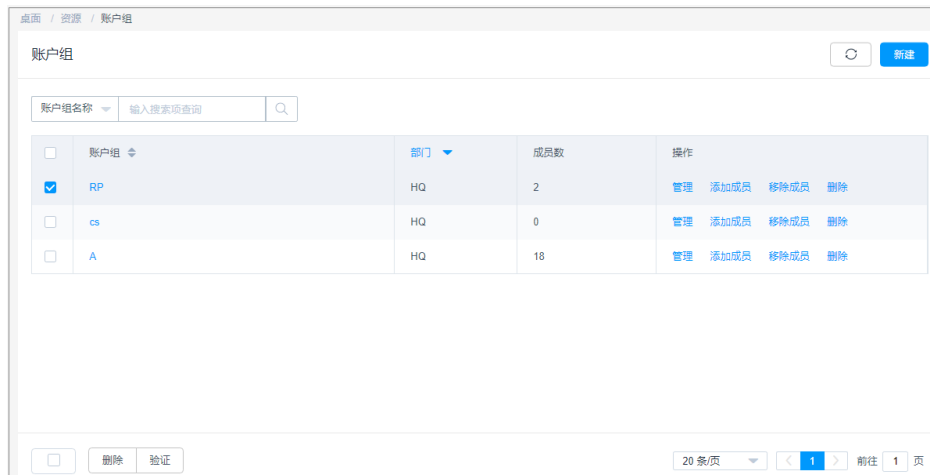 桌面 / 资源 / 账户组
账户组 新建
账户组名称 输入搜索项查询
账户组 部门 成员数 操作
RP HQ 2 管理 添加成员 移除成员 删除
cs HQ 0 管理 添加成员 移除成员 删除
A HQ 18 管理 添加成员 移除成员 删除
删除 验证 20 条/页 1 前往 1 页